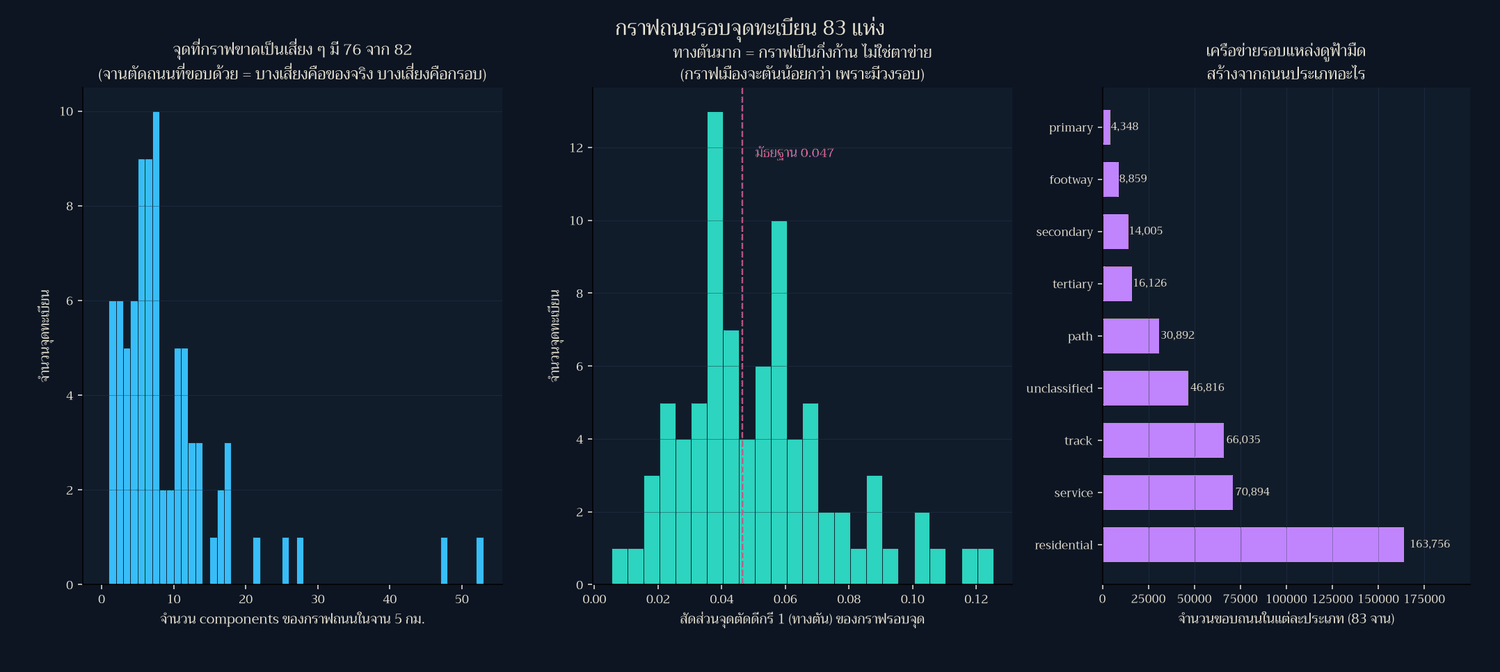 กราฟถนนรอบจุดทะเบียน 83 แห่ง
จุดที่กราฟขาดเป็นเสี่ยง ๆ มี 76 จาก 82
(จานตัดถนนที่ขอบด้วย = บางเสี่ยงคือของจริง บางเสี่ยงคือกรอบ)
จำนวนจุดทะเบียน
10
8
6
4
2
0
0 10 20 30 40 50
จำนวน components ของกราฟถนนในจาน 5 กม.
ทางตันมาก = กราฟเป็นกิ่งก้าน ไม่ใช่ตาข่าย
(กราฟเมืองจะตันน้อยกว่า เพราะมีวงรอบ)
มัธยฐาน 0.047
จำนวนจุดทะเบียน
12
10
8
6
4
2
0
0.00 0.02 0.04 0.06 0.08 0.10 0.12
สัดส่วนจุดตัดดีกรี 1 (ทางตัน) ของกราฟรอบจุด
เครือข่ายรอบแหล่งดูฟ้ามืด
สร้างจากถนนประเภทอะไร
primary 4,348
footway 8,859
secondary 14,005
tertiary 16,126
path 30,892
unclassified 46,816
track 66,035
service 70,894
residential 163,756
0 25000 50000 75000 100000 125000 150000 175000
จำนวนขอบถนนในแต่ละประเภท (83 จาน)